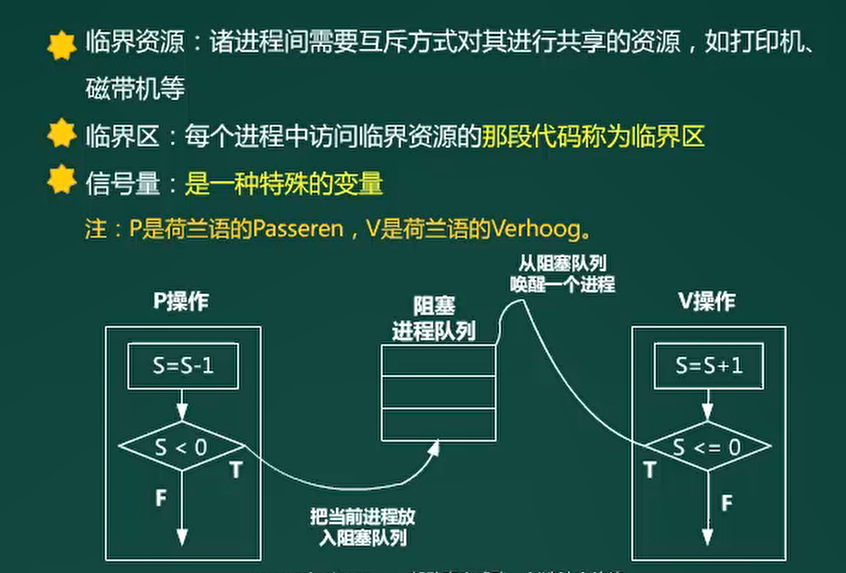 临界资源：诸进程间需要互斥方式对其进行共享的资源，如打印机、
磁带机等
临界区：每个进程中访问临界资源的那段代码称为临界区
信号量：是一种特殊的变量
注：P是荷兰语的Passeren，V是荷兰语的Verhoog。
从阻塞队列
唤醒一个进程
P操作
阻塞
进程队列
V操作
S=S-1
S=S+1
S < 0
S <= 0
T
T
F
F
把当前进程放
入阻塞队列